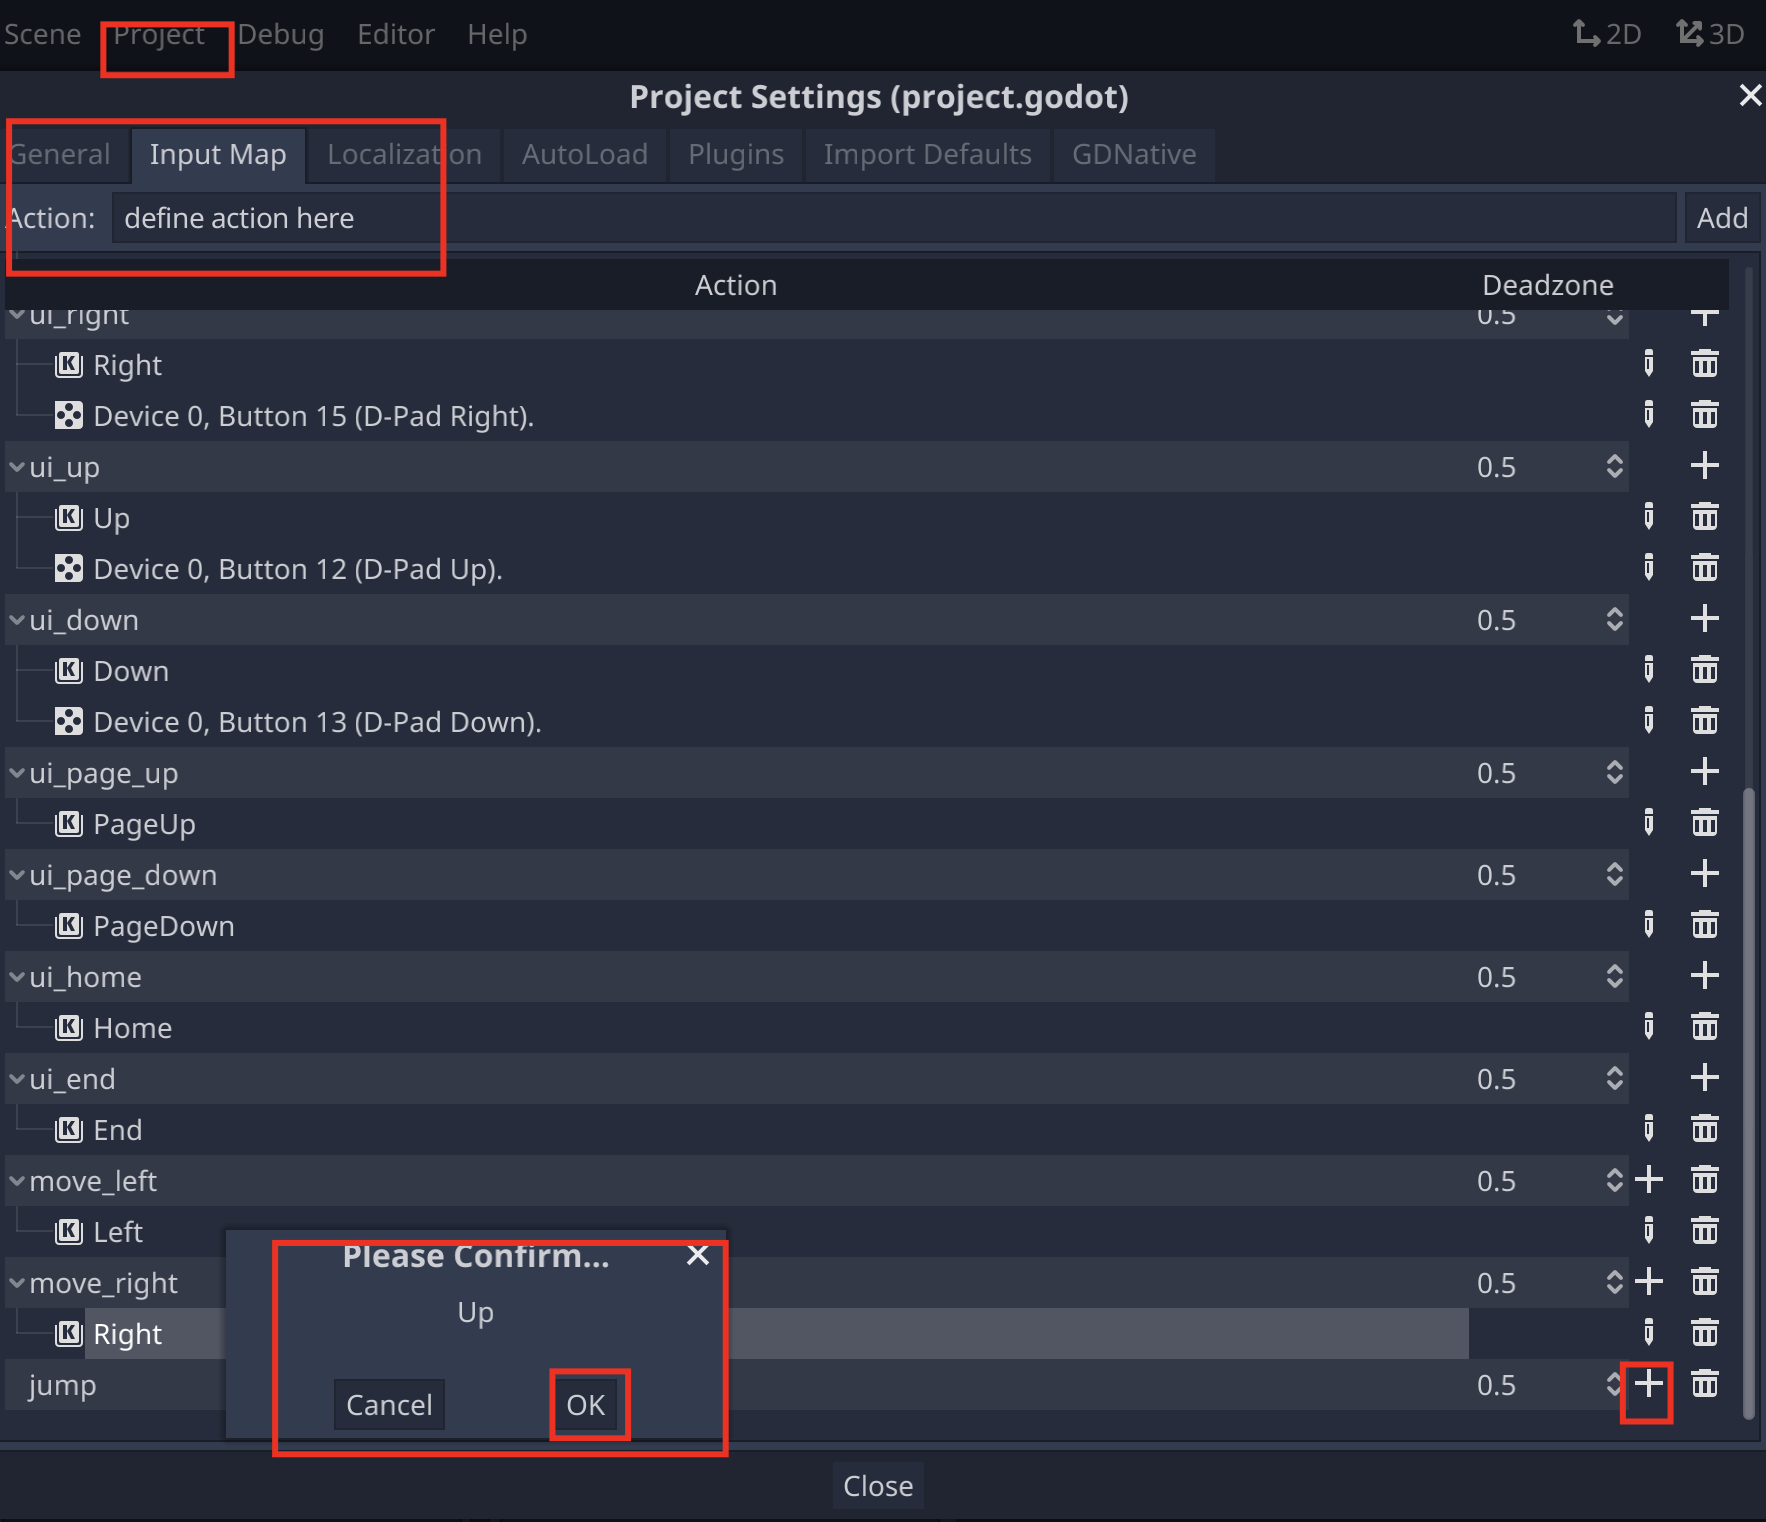 Scene Project Debug Editor Help 2D 3D
Project Settings (project.godot)
General Input Map Localization AutoLoad Plugins Import Defaults GDNative
Action: define action here Add
Action Deadzone
ui_right 0.5
Right
Device 0, Button 15 (D-Pad Right).
ui_up 0.5
Up
Device 0, Button 12 (D-Pad Up).
ui_down 0.5
Down
Device 0, Button 13 (D-Pad Down).
ui_page_up 0.5
PageUp
ui_page_down 0.5
PageDown
ui_home 0.5
Home
ui_end 0.5
End
move_left 0.5
Left
move_right 0.5
Right
jump 0.5
Please Confirm...
Up
Cancel OK
Close